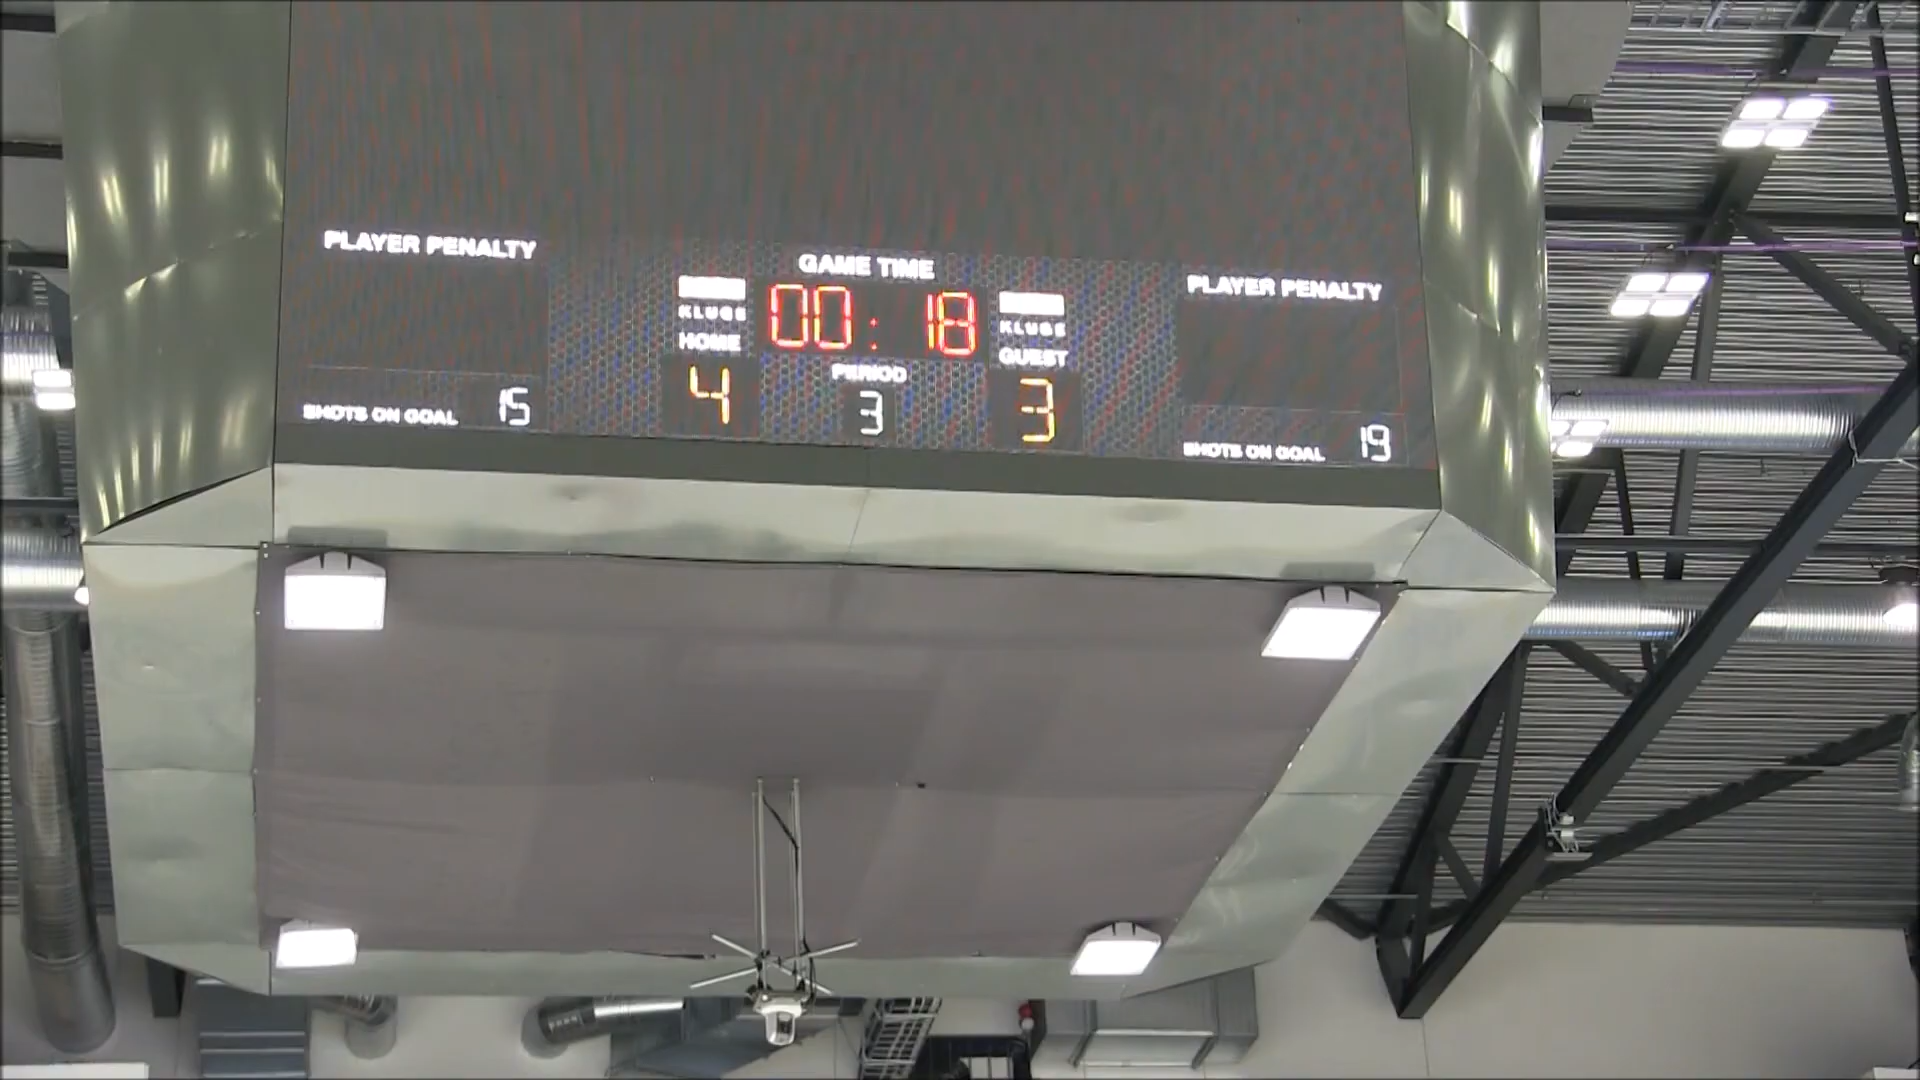 PLAYER PENALTY
GAME TIME
PLAYER PENALTY
KLUGE
00:18
KLUGE
HOME
GUEST
PERIOD
4
3
3
SHOTS ON GOAL 15
SHOTS ON GOAL 19